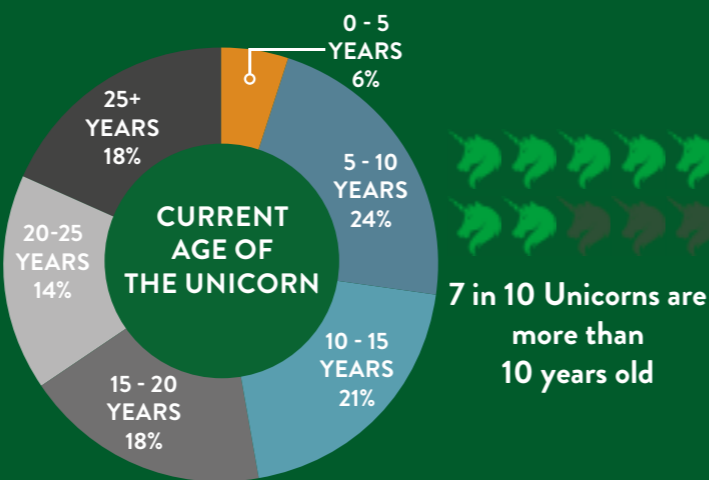 0 - 5
YEARS
6%
25+
YEARS
18%
5 - 10
YEARS
24%
CURRENT
AGE OF
THE UNICORN
20-25
YEARS
14%
10 - 15
YEARS
21%
15 - 20
YEARS
18%
7 in 10 Unicorns are
more than
10 years old